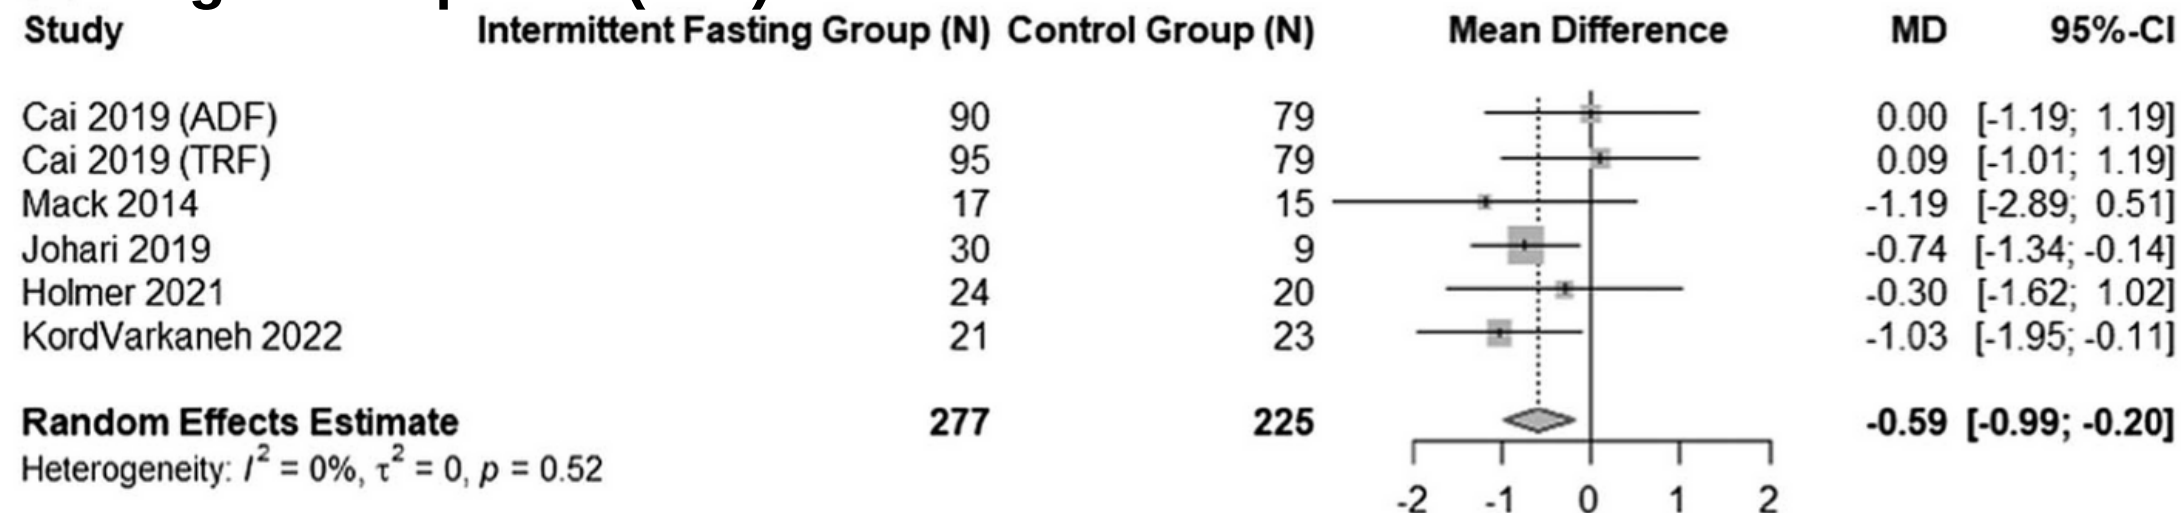 Study Intermittent Fasting Group (N) Control Group (N) Mean Difference MD 95%-CI
Cai 2019 (ADF) 90 79 0.00 [-1.19; 1.19]
Cai 2019 (TRF) 95 79 0.09 [-1.01; 1.19]
Mack 2014 17 15 -1.19 [-2.89; 0.51]
Johari 2019 30 9 -0.74 [-1.34; -0.14]
Holmer 2021 24 20 -0.30 [-1.62; 1.02]
KordVarkaneh 2022 21 23 -1.03 [-1.95; -0.11]
Random Effects Estimate 277 225 -0.59 [-0.99; -0.20]
Heterogeneity: I² = 0%, τ² = 0, p = 0.52
-2 -1 0 1 2